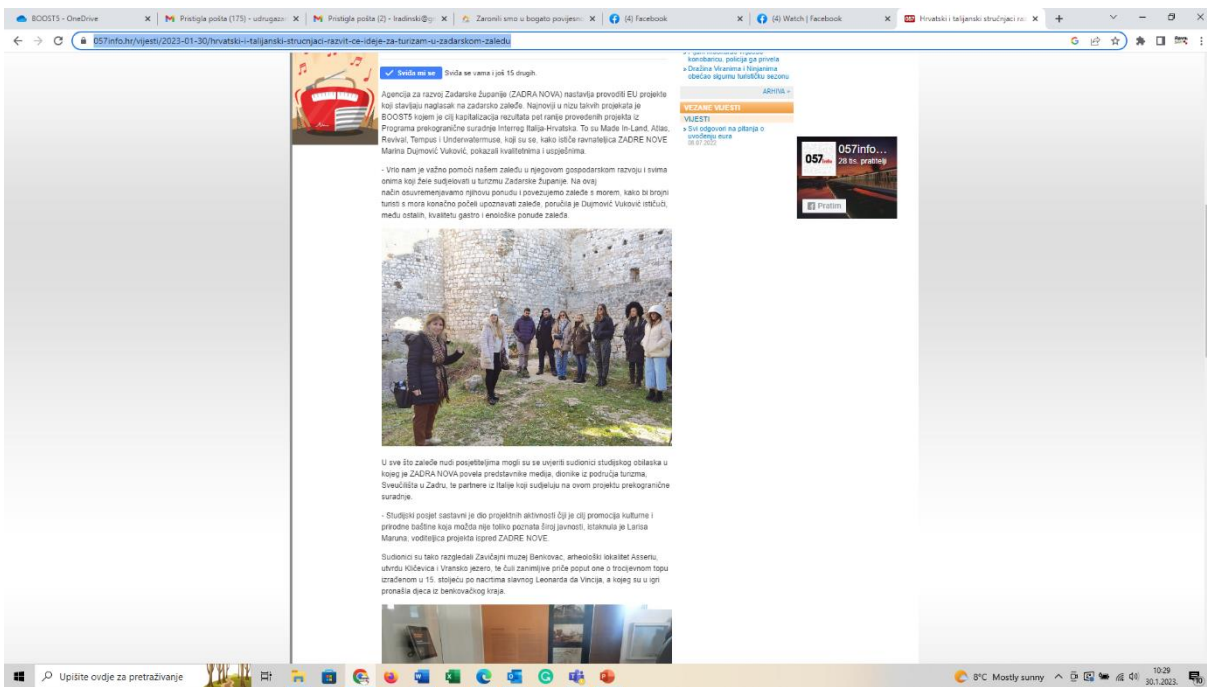 BOOST5 - OneDrive
Pristigla pošta (175) - udrugazo
Pristigla pošta (2) - lradinski@g
Zaronili smo u bogato povijesno
(4) Facebook
(4) Watch | Facebook
Hrvatski i talijanski stručnjaci raz
057info.hr/vijesti/2023-01-30/hrvatski-i-talijanski-strucnjaci-razvit-ce-ideje-za-turizam-u-zadarskom-zaledu
Sviđa mi se
Sviđa se vama i još 15 drugih.
Agencija za razvoj Zadarske županije (ZADRA NOVA) nastavlja provoditi EU projekte
koji stavljaju naglasak na zadarsko zaleđe. Najnoviji u nizu takvih projekata je
BOOST5 kojem je cilj kapitalizacija rezultata pet ranije provedenih projekta iz
Programa prekogranične suradnje Interreg Italija-Hrvatska. To su Made In-Land, Atlas,
Revival, Tempus i Underwatermuse, koji su se, kako ističe ravnateljica ZADRE NOVE
Marina Dujmović Vuković, pokazali kvalitetnima i uspješnima.
- Vrlo nam je važno pomoći našem zaleđu u njegovom gospodarskom razvoju i svima
onima koji žele sudjelovati u turizmu Zadarske županije. Na ovaj
način osuvremenjavamo njihovu ponudu i povezujemo zaleđe s morem, kako bi brojni
turisti s mora konačno počeli upoznavati zaleđe, poručila je Dujmović Vuković ističući,
među ostalih, kvalitetu gastro i enološke ponude zaleđa.
U sve što zaleđe nudi posjetiteljima mogli su se uvjeriti sudionici studijskog obilaska u
kojeg je ZADRA NOVA povela predstavnike medija, dionike iz područja turizma,
Sveučilišta u Zadru, te partnere iz Italije koji sudjeluju na ovom projektu prekogranične
suradnje.
- Studijski posjet sastavni je dio projektnih aktivnosti čiji je cilj promocija kulturne i
prirodne baštine koja možda nije toliko poznata široj javnosti, istaknula je Larisa
Maruna, voditeljica projekta ispred ZADRE NOVE.
Sudionici su tako razgledali Zavičajni muzej Benkovac, arheološki lokalitet Asseriu,
utvrdu Kličevica i Vransko jezero, te čuli zanimljive priče poput one o trocijevnom topu
izrađenom u 15. stoljeću po nacrtima slavnog Leonarda da Vincija, a kojeg su u igri
pronašla djeca iz benkovačkog kraja.
konobaricu, policija ga privela
» Dražina Viranima i Ninjanima
obećao sigurnu turističku sezonu
ARHIVA »
VEZANE VIJESTI
VIJESTI
» Svi odgovori na pitanja o
uvođenju eura
08.07.2022
057info...
28 tis. pratitelji
057info
Pratim
Upišite ovdje za pretraživanje
8°C Mostly sunny
10:29
30.1.2023.